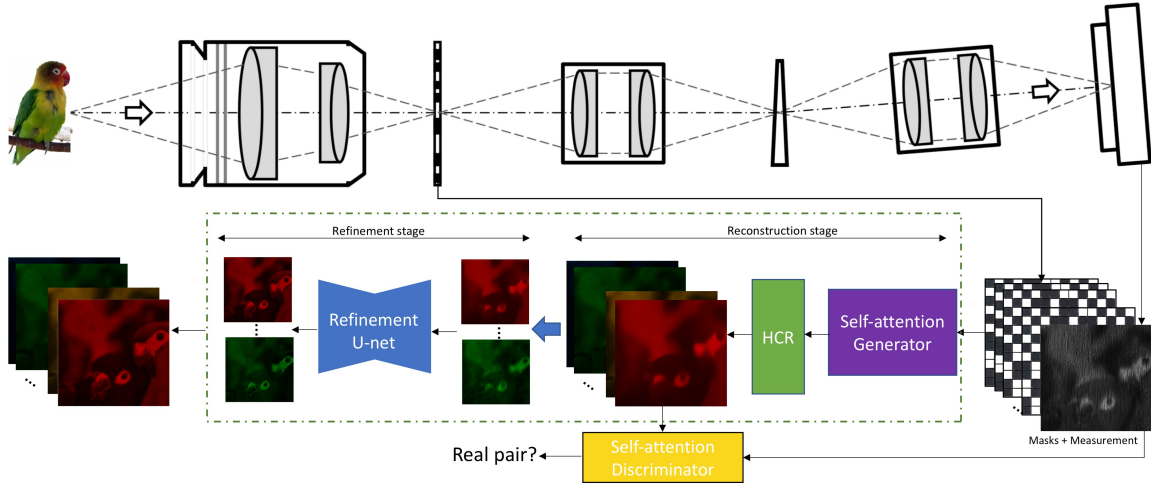 Refinement stage
Reconstruction stage
Refinement
U-net
HCR
Self-attention
Generator
Masks + Measurement
Real pair?
Self-attention
Discriminator